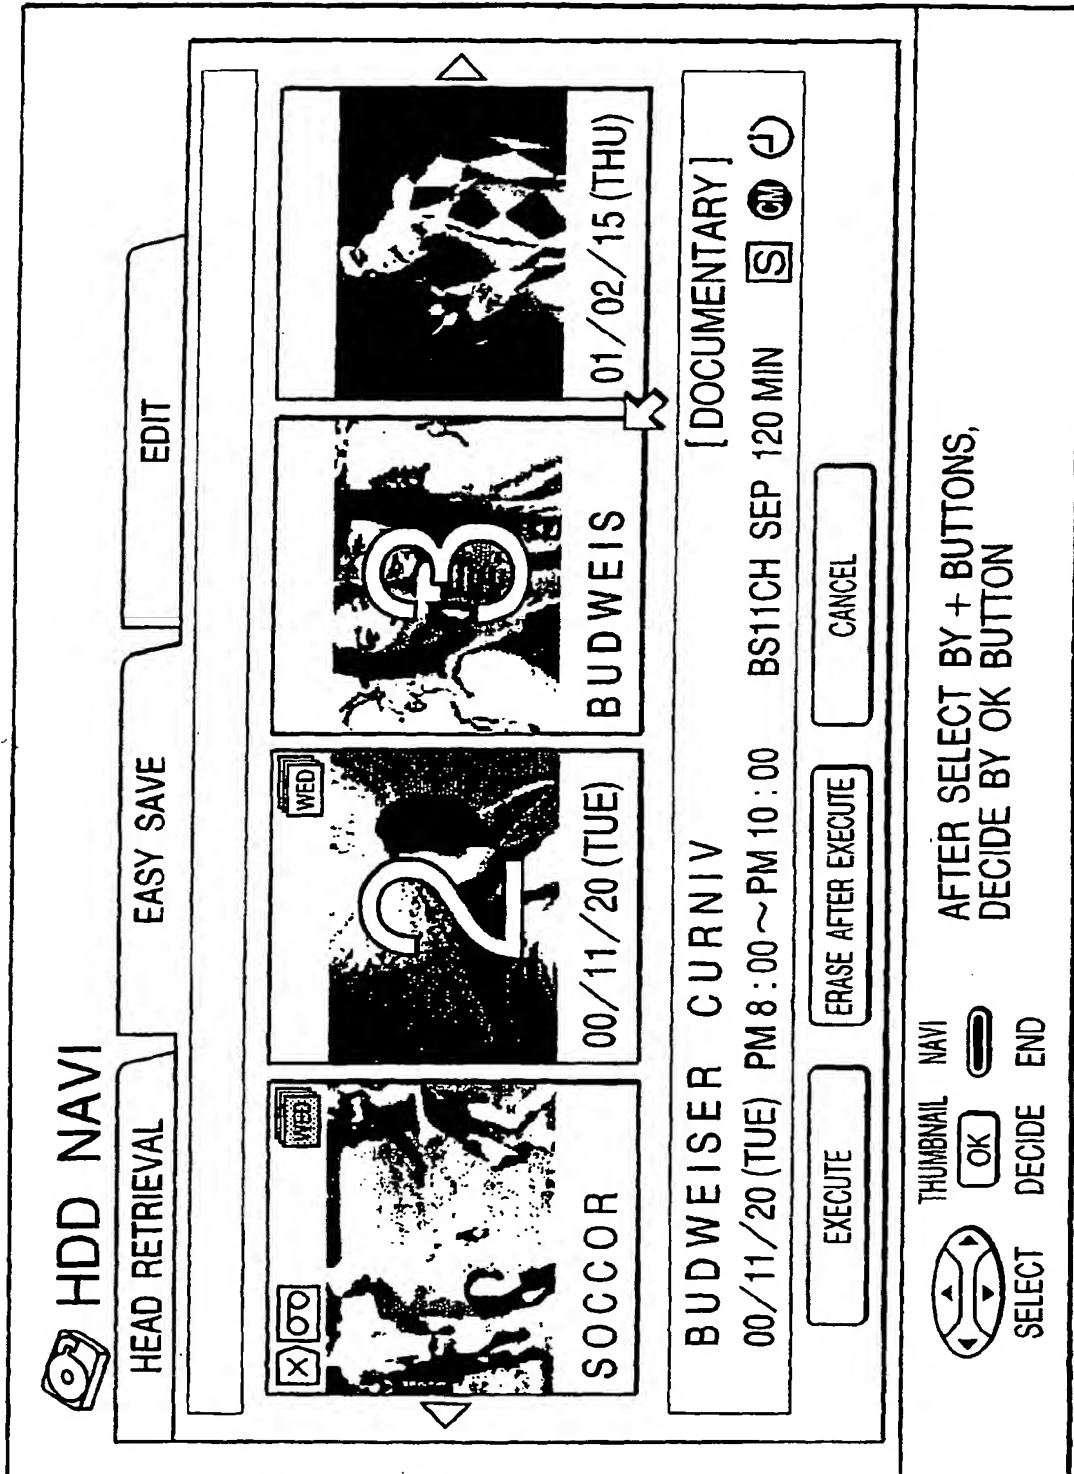 HDD NAVI
HEAD RETRIEVAL
EASY SAVE
EDIT
WED
WED
2
3
SOCCOR
00/11/20 (TUE)
BUDWEIS
01/02/15 (THU)
BUDWEISER CURNIV [DOCUMENTARY]
00/11/20 (TUE) PM 8:00~PM 10:00 BS11CH SEP 120 MIN S CM
EXECUTE
ERASE AFTER EXECUTE
CANCEL
THUMBNAIL NAVI
OK
SELECT DECIDE END
AFTER SELECT BY + BUTTONS,
DECIDE BY OK BUTTON